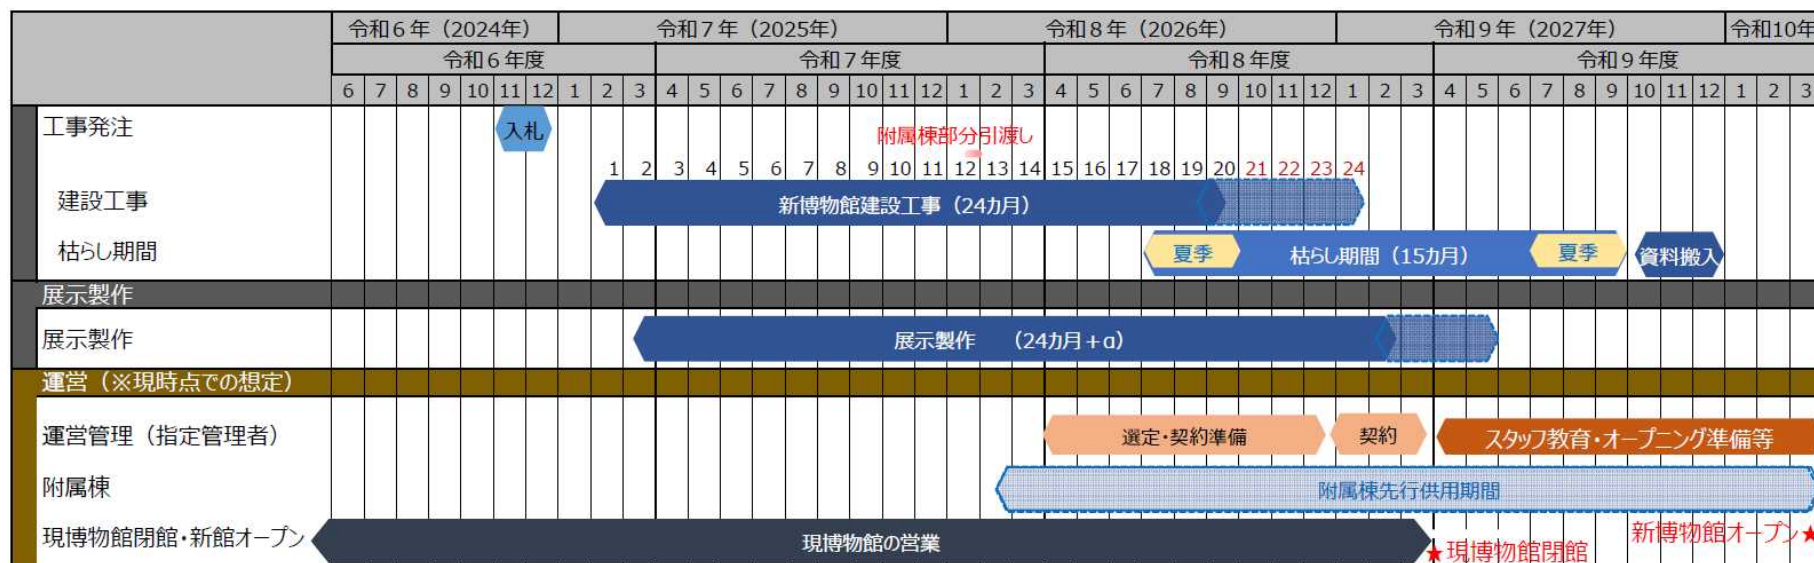 令和6年（2024年） 令和7年（2025年） 令和8年（2026年） 令和9年（2027年） 令和10年
令和6年度 令和7年度 令和8年度 令和9年度
6 7 8 9 10 11 12 1 2 3 4 5 6 7 8 9 10 11 12 1 2 3 4 5 6 7 8 9 10 11 12 1 2 3 4 5 6 7 8 9 10 11 12 1 2 3
工事発注 入札 附属棟部分引渡し
1 2 3 4 5 6 7 8 9 10 11 12 13 14 15 16 17 18 19 20 21 22 23 24
建設工事 新博物館建設工事（24カ月）
枯らし期間 夏季 枯らし期間（15カ月） 夏季 資料搬入
展示製作
展示製作 展示製作 （24カ月+α）
運営（※現時点での想定）
運営管理（指定管理者） 選定・契約準備 契約 スタッフ教育・オープニング準備等
附属棟 附属棟先行供用期間
現博物館閉館・新館オープン 現博物館の営業 ★現博物館閉館 新博物館オープン★